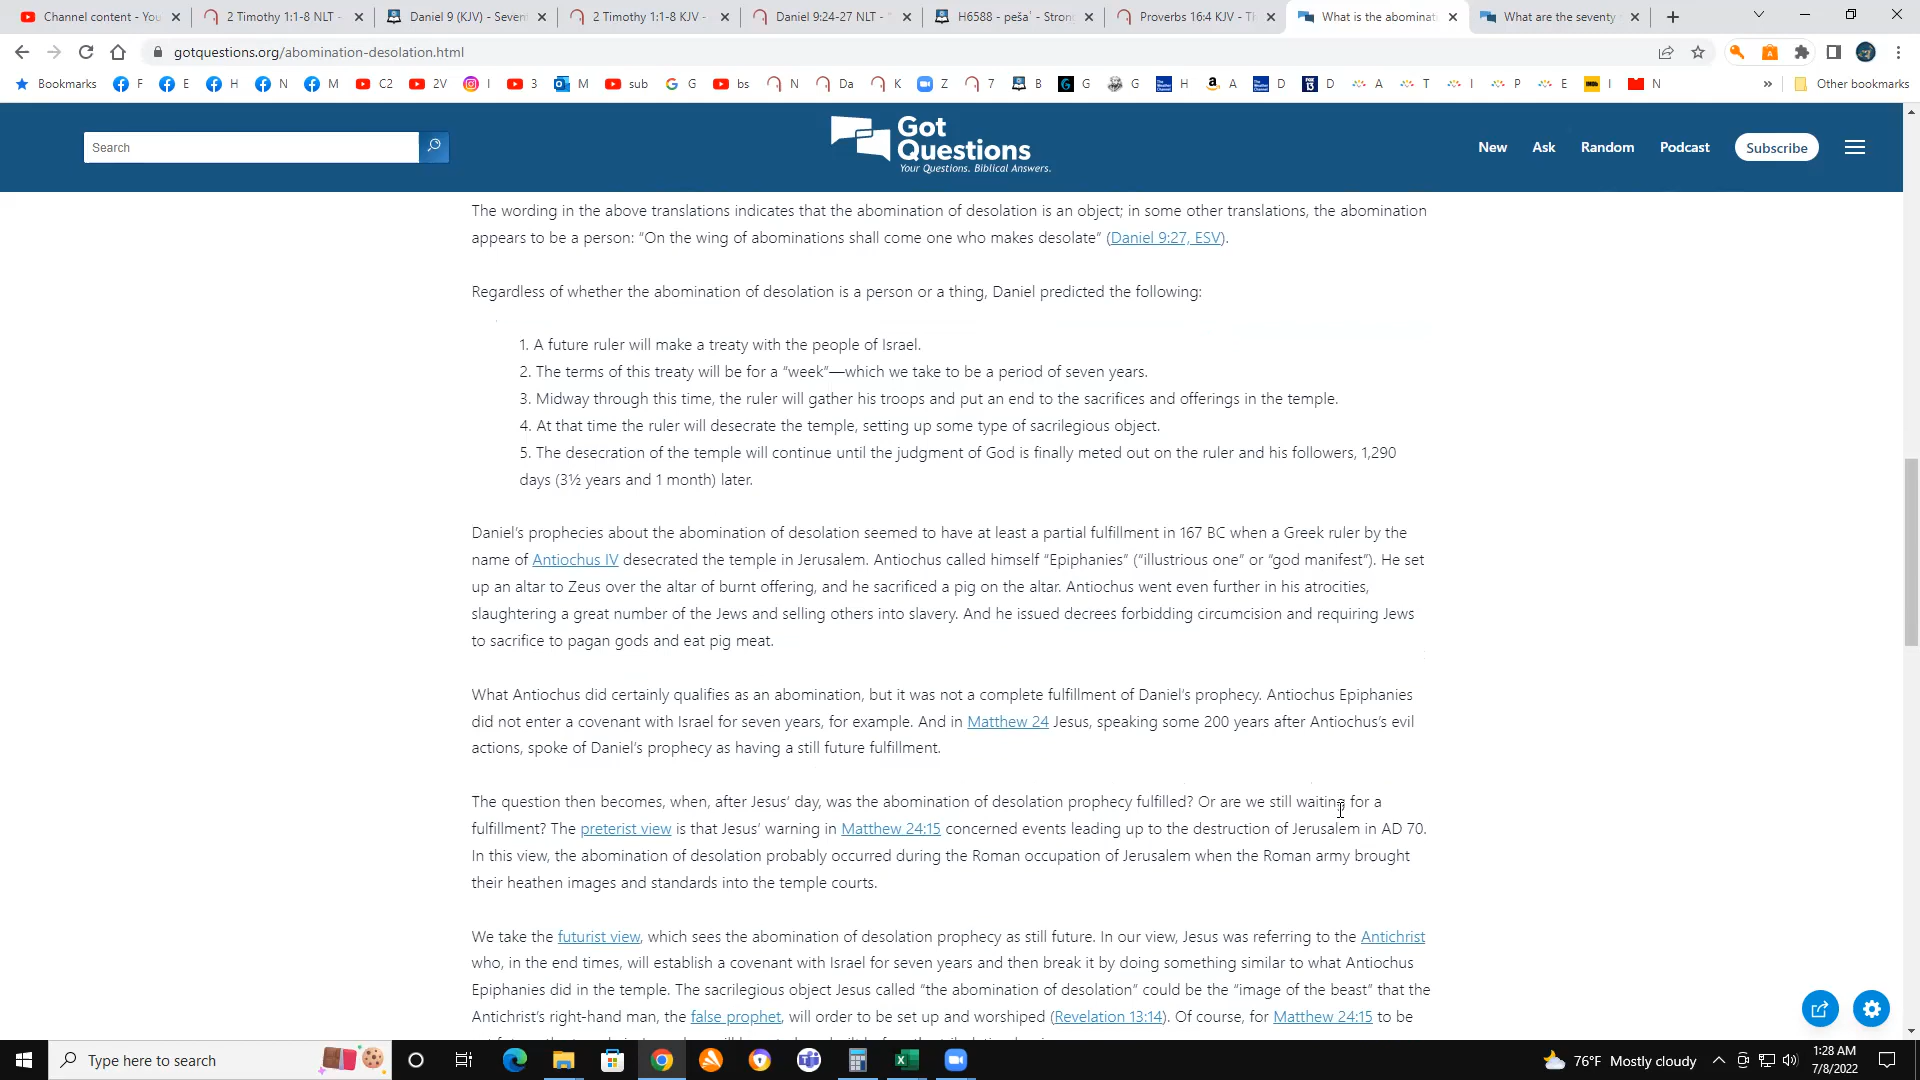 Channel content - You
2 Timothy 1:1-8 NLT -
Daniel 9 (KJV) - Seven
2 Timothy 1:1-8 KJV -
Daniel 9:24-27 NLT -
H6588 - peša' - Stron
Proverbs 16:4 KJV - Th
What is the abominat
What are the seventy
gotquestions.org/abomination-desolation.html
Bookmarks F E H N M C2 2V I 3 M sub G bs N Da K Z 7 B G G H A D D A T I P E I N » Other bookmarks
Search
Got
Questions
Your Questions. Biblical Answers.
New Ask Random Podcast Subscribe
The wording in the above translations indicates that the abomination of desolation is an object; in some other translations, the abomination
appears to be a person: “On the wing of abominations shall come one who makes desolate” (Daniel 9:27, ESV).
Regardless of whether the abomination of desolation is a person or a thing, Daniel predicted the following:
1. A future ruler will make a treaty with the people of Israel.
2. The terms of this treaty will be for a “week”—which we take to be a period of seven years.
3. Midway through this time, the ruler will gather his troops and put an end to the sacrifices and offerings in the temple.
4. At that time the ruler will desecrate the temple, setting up some type of sacrilegious object.
5. The desecration of the temple will continue until the judgment of God is finally meted out on the ruler and his followers, 1,290
days (3½ years and 1 month) later.
Daniel’s prophecies about the abomination of desolation seemed to have at least a partial fulfillment in 167 BC when a Greek ruler by the
name of Antiochus IV desecrated the temple in Jerusalem. Antiochus called himself “Epiphanies” (“illustrious one” or “god manifest”). He set
up an altar to Zeus over the altar of burnt offering, and he sacrificed a pig on the altar. Antiochus went even further in his atrocities,
slaughtering a great number of the Jews and selling others into slavery. And he issued decrees forbidding circumcision and requiring Jews
to sacrifice to pagan gods and eat pig meat.
What Antiochus did certainly qualifies as an abomination, but it was not a complete fulfillment of Daniel’s prophecy. Antiochus Epiphanies
did not enter a covenant with Israel for seven years, for example. And in Matthew 24 Jesus, speaking some 200 years after Antiochus’s evil
actions, spoke of Daniel’s prophecy as having a still future fulfillment.
The question then becomes, when, after Jesus’ day, was the abomination of desolation prophecy fulfilled? Or are we still waiting for a
fulfillment? The preterist view is that Jesus’ warning in Matthew 24:15 concerned events leading up to the destruction of Jerusalem in AD 70.
In this view, the abomination of desolation probably occurred during the Roman occupation of Jerusalem when the Roman army brought
their heathen images and standards into the temple courts.
We take the futurist view, which sees the abomination of desolation prophecy as still future. In our view, Jesus was referring to the Antichrist
who, in the end times, will establish a covenant with Israel for seven years and then break it by doing something similar to what Antiochus
Epiphanies did in the temple. The sacrilegious object Jesus called “the abomination of desolation” could be the “image of the beast” that the
Antichrist’s right-hand man, the false prophet, will order to be set up and worshiped (Revelation 13:14). Of course, for Matthew 24:15 to be
Type here to search
76°F Mostly cloudy
1:28 AM
7/8/2022